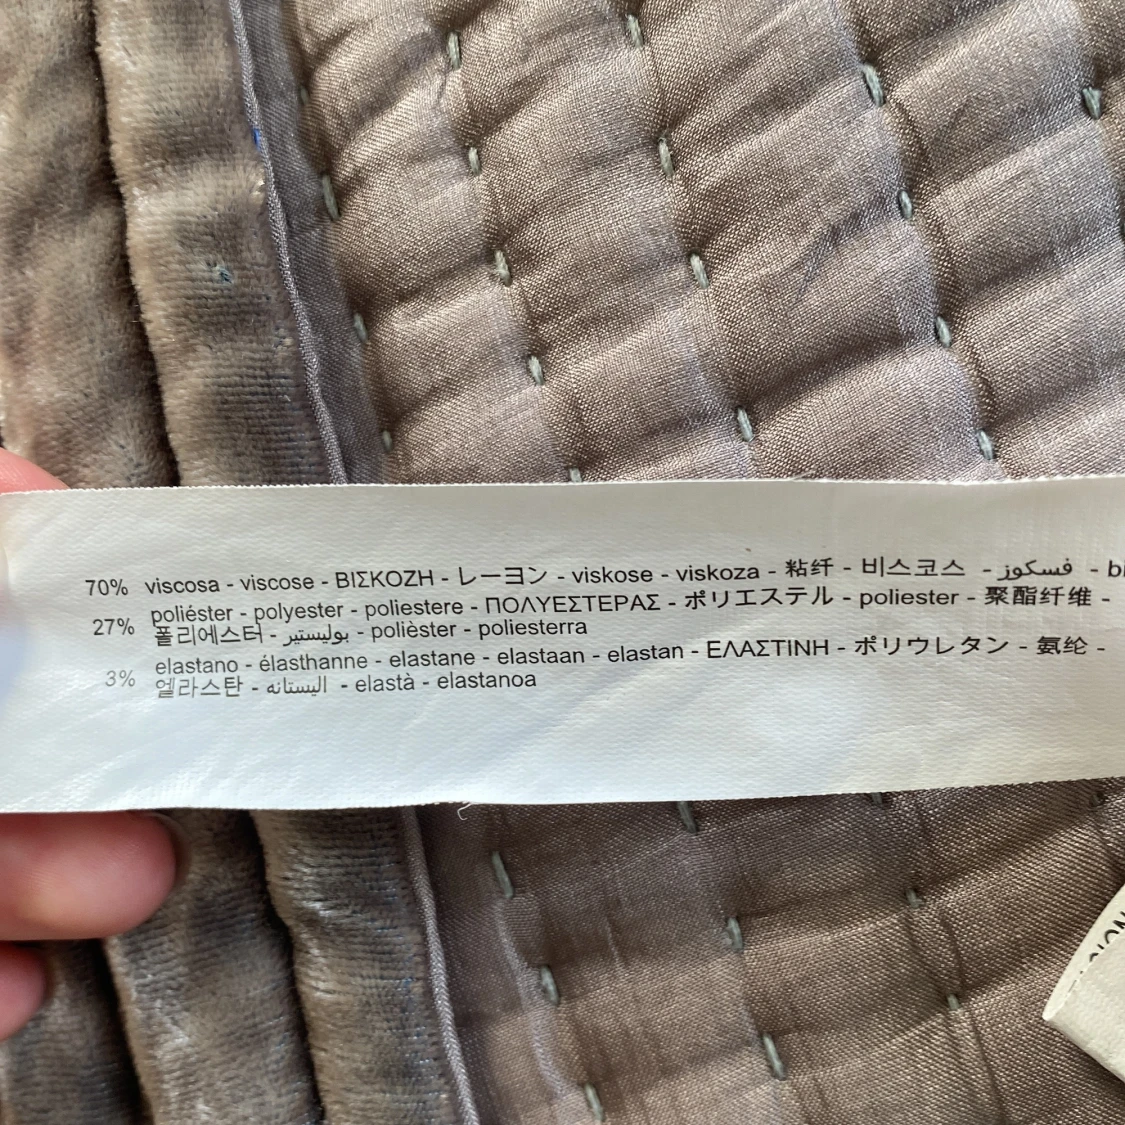 70% viscosa - viscose - ΒΙΣΚΟΖΗ - レーヨン - viskose - viskoza - 粘纤 - 비스코스 - فسكوز -
poliéster - polyester - poliestere - ΠΟΛΥΕΣΤΕΡΑΣ - ポリエステル - poliester - 聚酯纤维 -
27% 폴리에스터 - بوليستير - polièster - poliesterra
elastano - élasthanne - elastane - elastaan - elastan - ΕΛΑΣΤΙΝΗ - ポリウレタン - 氨纶 -
3% 엘라스탄 - اليستانه - elastà - elastanoa